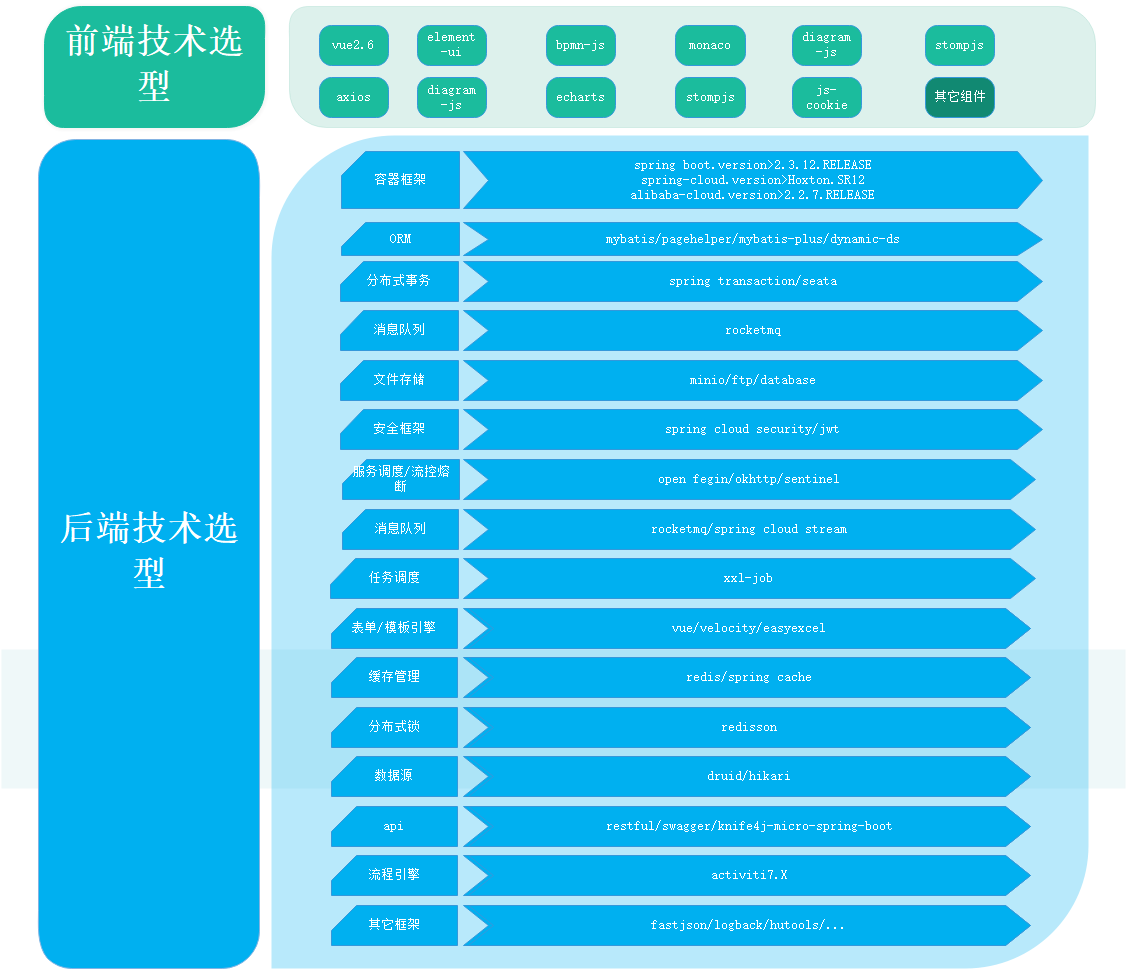 前端技术选
型
vue2.6
element
-ui
bpmn-js
monaco
diagram
-js
stompjs
axios
diagram
-js
echarts
stompjs
js-
cookie
其它组件
后端技术选
型
容器框架
spring boot.version>2.3.12.RELEASE
spring-cloud.version>Hoxton.SR12
alibaba-cloud.version>2.2.7.RELEASE
ORM
mybatis/pagehelper/mybatis-plus/dynamic-ds
分布式事务
spring transaction/seata
消息队列
rocketmq
文件存储
minio/ftp/database
安全框架
spring cloud security/jwt
服务调度/流控熔
断
open fegin/okhttp/sentinel
消息队列
rocketmq/spring cloud stream
任务调度
xxl-job
表单/模板引擎
vue/velocity/easyexcel
缓存管理
redis/spring cache
分布式锁
redisson
数据源
druid/hikari
api
restful/swagger/knife4j-micro-spring-boot
流程引擎
activiti7.X
其它框架
fastjson/logback/hutools/...